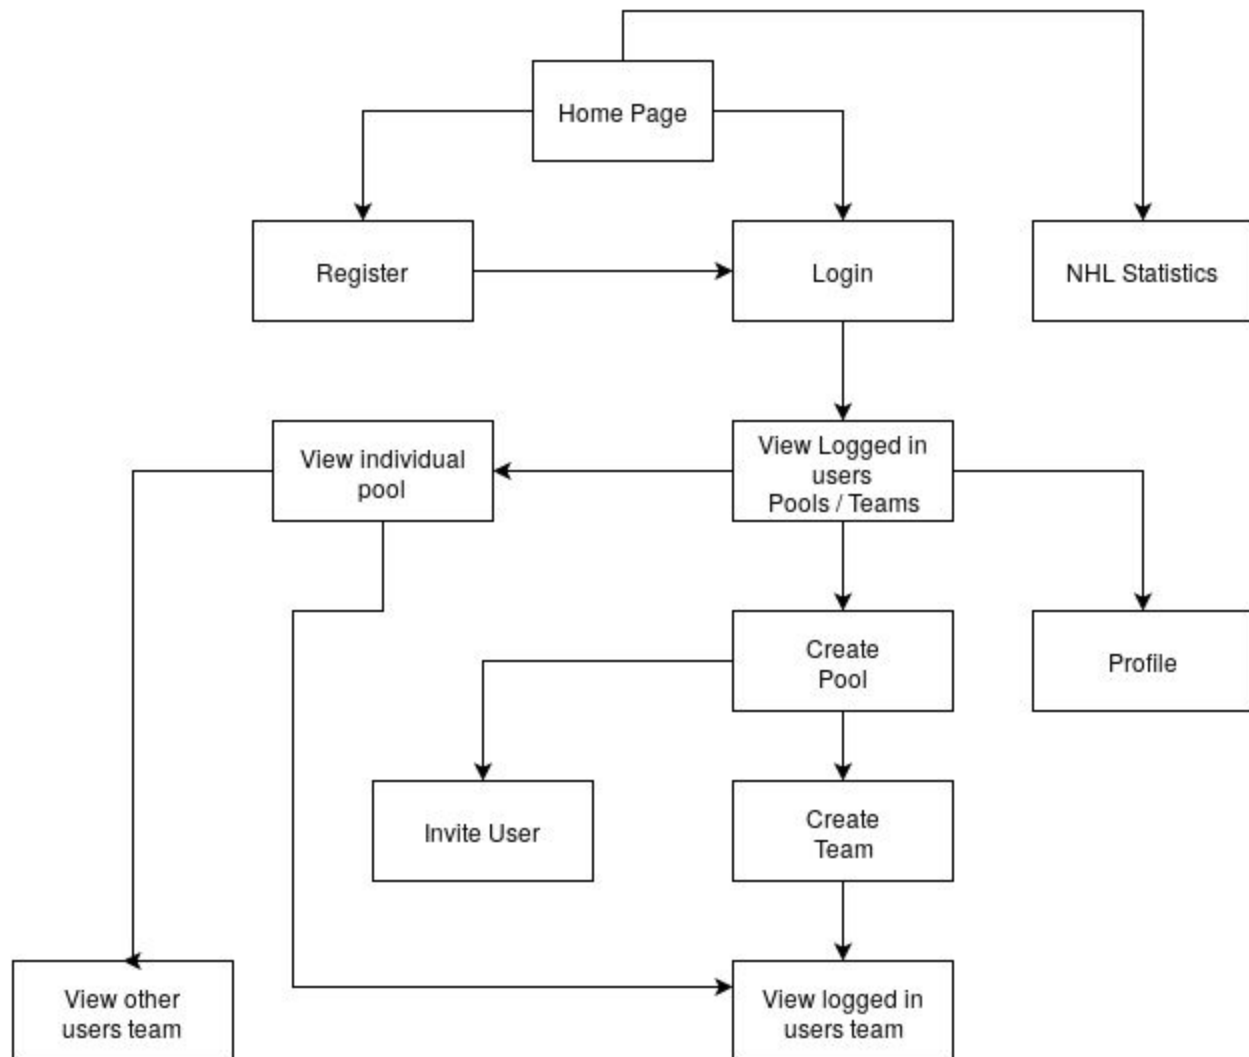 Home Page
Register
Login
NHL Statistics
View individual
pool
View Logged in
users
Pools / Teams
Create
Pool
Profile
Invite User
Create
Team
View other
users team
View logged in
users team